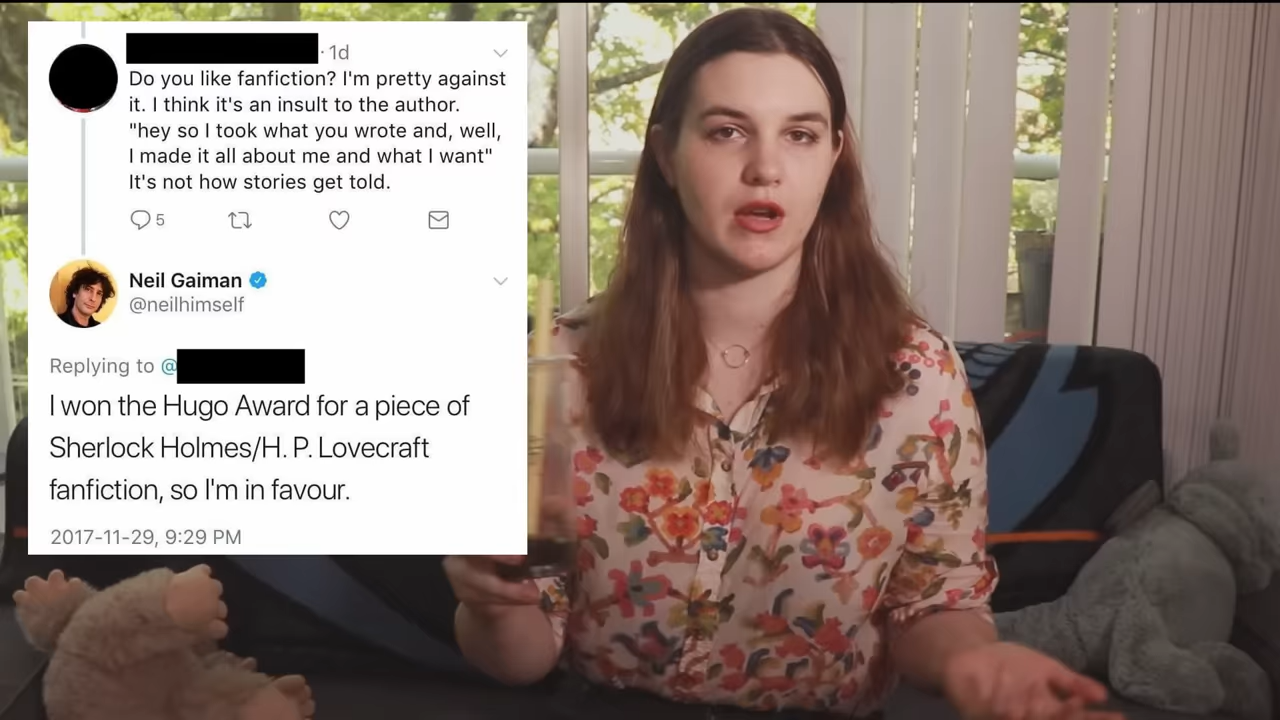 · 1d
Do you like fanfiction? I'm pretty against
it. I think it's an insult to the author.
"hey so I took what you wrote and, well,
I made it all about me and what I want"
It's not how stories get told.
5
Neil Gaiman
@neilhimself
Replying to @
I won the Hugo Award for a piece of
Sherlock Holmes/H. P. Lovecraft
fanfiction, so I'm in favour.
2017-11-29, 9:29 PM